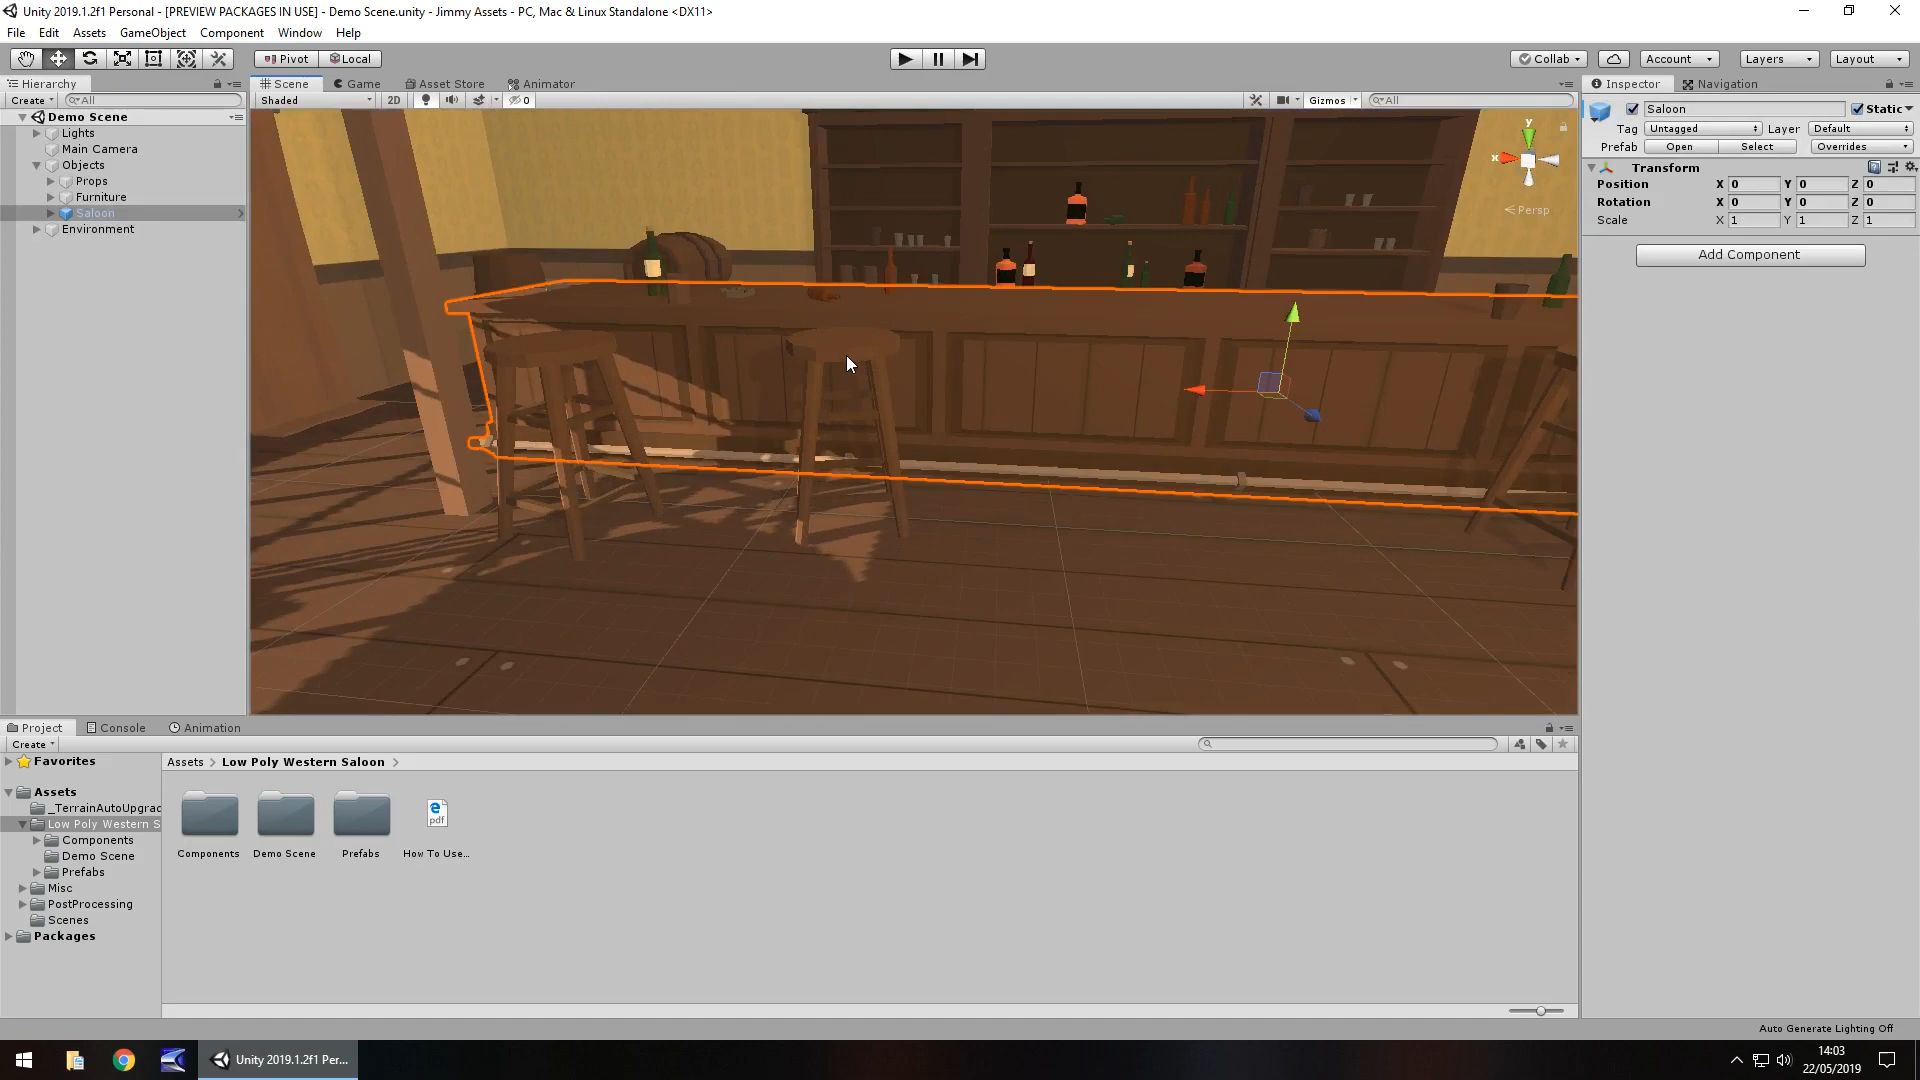 Unity 2019.1.2f1 Personal - [PREVIEW PACKAGES IN USE] - Demo Scene.unity - Jimmy Assets - PC, Mac & Linux Standalone <DX11>
File Edit Assets GameObject Component Window Help
Pivot Local Collab Account Layers Layout
Hierarchy Scene Game Asset Store Animator Inspector Navigation
Create All Shaded 2D 0 Gizmos All
Demo Scene
Lights
Main Camera
Objects
Props
Furniture
Saloon
Environment
y
x
Persp
Saloon Static
Tag Untagged Layer Default
Prefab Open Select Overrides
Transform
Position X 0 Y 0 Z 0
Rotation X 0 Y 0 Z 0
Scale X 1 Y 1 Z 1
Add Component
Project Console Animation
Create
Favorites
Assets
_TerrainAutoUpgrac
Low Poly Western S
Components
Demo Scene
Prefabs
Misc
PostProcessing
Scenes
Packages
Assets > Low Poly Western Saloon >
pdf
Components Demo Scene Prefabs How To Use...
Auto Generate Lighting Off
Unity 2019.1.2f1 Per...
14:03
22/05/2019